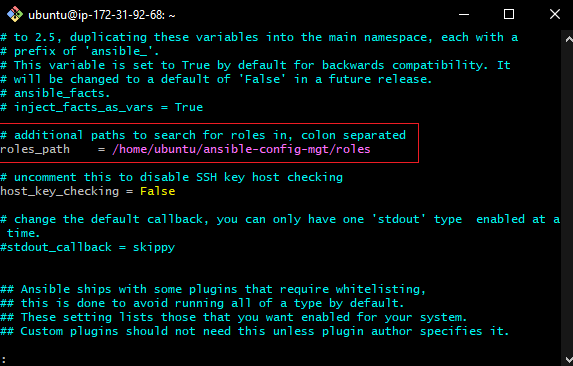 ubuntu@ip-172-31-92-68: ~
# to 2.5, duplicating these variables into the main namespace, each with a
# prefix of 'ansible_'.
# This variable is set to True by default for backwards compatibility. It
# will be changed to a default of 'False' in a future release.
# ansible_facts.
# inject_facts_as_vars = True
# additional paths to search for roles in, colon separated
roles_path    = /home/ubuntu/ansible-config-mgt/roles
# uncomment this to disable SSH key host checking
host_key_checking = False
# change the default callback, you can only have one 'stdout' type  enabled at a
 time.
#stdout_callback = skippy
## Ansible ships with some plugins that require whitelisting,
## this is done to avoid running all of a type by default.
## These setting lists those that you want enabled for your system.
## Custom plugins should not need this unless plugin author specifies it.
: